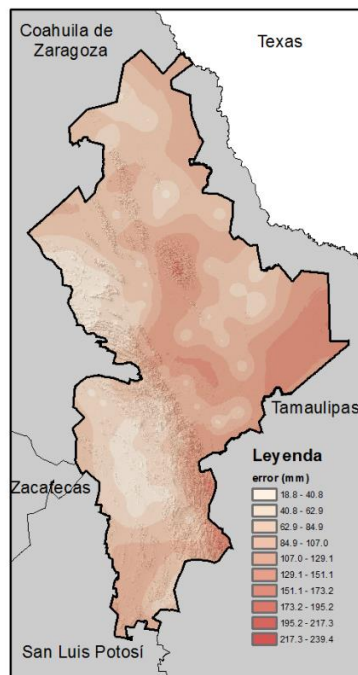 Coahuila de
Zaragoza
Texas
Tamaulipas
Leyenda
error (mm)
18.8 - 40.8
40.8 - 62.9
62.9 - 84.9
84.9 - 107.0
107.0 - 129.1
129.1 - 151.1
151.1 - 173.2
173.2 - 195.2
195.2 - 217.3
217.3 - 239.4
Zacatecas
San Luis Potosí